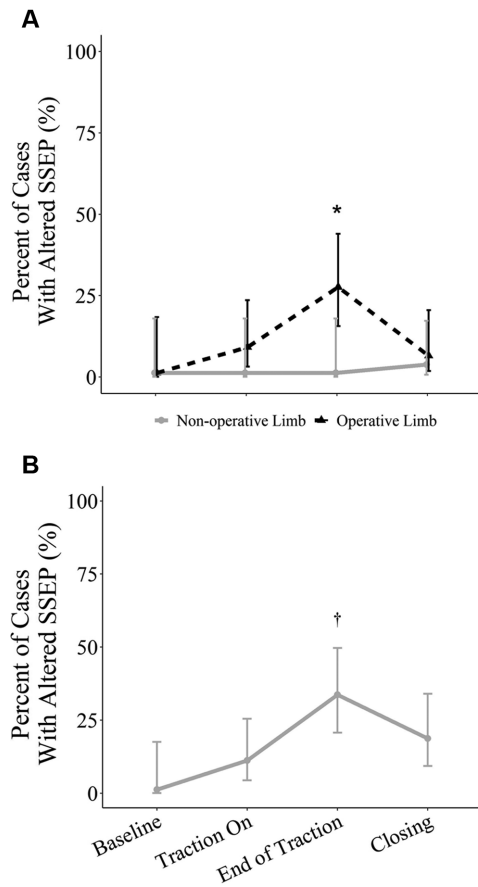 A
Percent of Cases
With Altered SSEP (%)
100
75
50
25
0
*
Non-operative Limb
Operative Limb
B
Percent of Cases
With Altered SSEP (%)
100
75
50
25
0
†
Baseline
Traction On
End of Traction
Closing